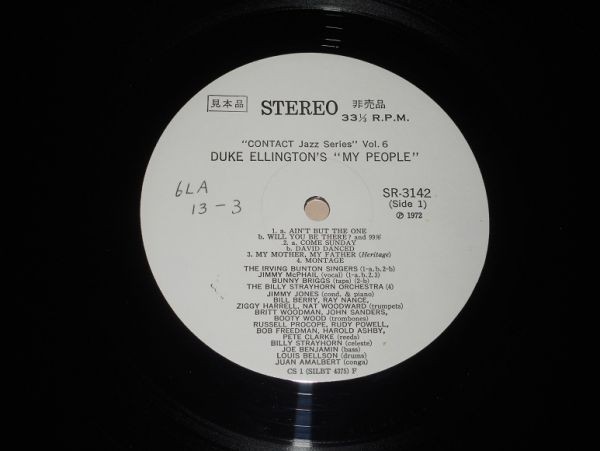 見本品 STEREO 非売品
33⅓ R.P.M.
"CONTACT Jazz Series" Vol. 6
DUKE ELLINGTON'S "MY PEOPLE"
6LA
13-3
SR-3142
(Side 1)
Ⓟ 1972
1. a. AIN'T BUT THE ONE
b. WILL YOU BE THERE? and 99%
2. a. COME SUNDAY
b. DAVID DANCED
3. MY MOTHER, MY FATHER (Heritage)
4. MONTAGE
THE IRVING BUNTON SINGERS (1-a, b, 2-b)
JIMMY McPHAIL (vocal) (1-a, b, 2, 3)
BUNNY BRIGGS (taps) (2-b)
THE BILLY STRAYHORN ORCHESTRA (4)
JIMMY JONES (cond. & piano)
BILL BERRY, RAY NANCE,
ZIGGY HARRELL, NAT WOODWARD (trumpets)
BRITT WOODMAN, JOHN SANDERS,
BOOTY WOOD (trombones)
RUSSELL PROCOPE, RUDY POWELL,
BOB FREEDMAN, HAROLD ASHBY,
PETE CLARKE (reeds)
BILLY STRAYHORN (celeste)
JOE BENJAMIN (bass)
LOUIS BELLSON (drums)
JUAN AMALBERT (conga)
CS 1 (SILBT 4375) F